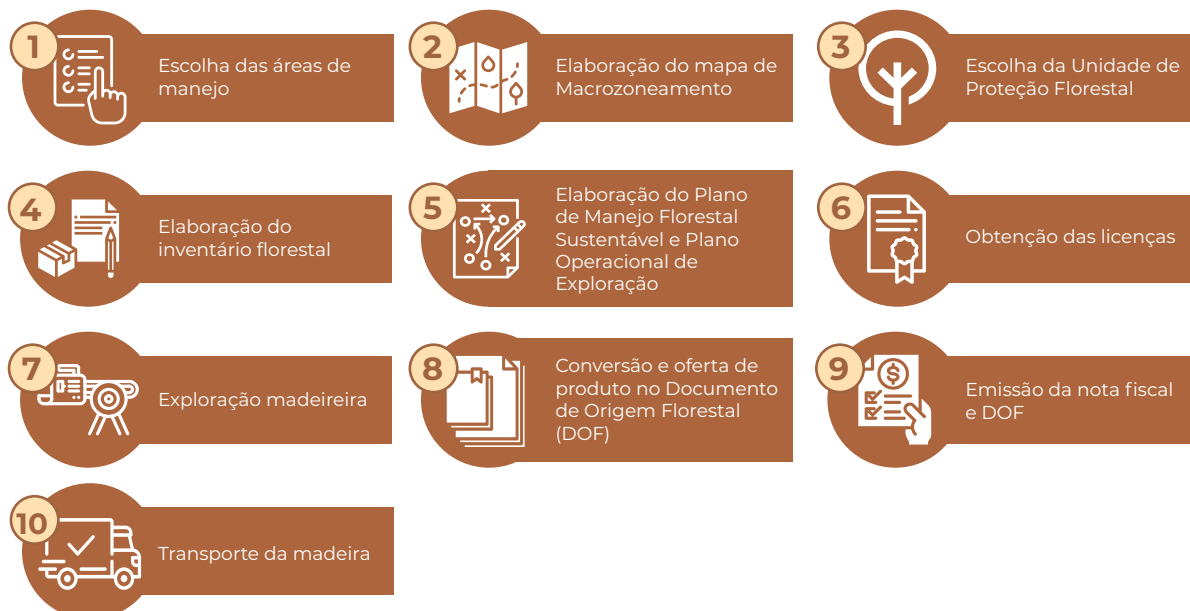 1
Escolha das áreas de
manejo
2
Elaboração do mapa de
Macrozoneamento
3
Escolha da Unidade de
Proteção Florestal
4
Elaboração do
inventário florestal
5
Elaboração do Plano
de Manejo Florestal
Sustentável e Plano
Operacional de
Exploração
6
Obtenção das licenças
7
Exploração madeireira
8
Conversão e oferta de
produto no Documento
de Origem Florestal
(DOF)
9
$
Emissão da nota fiscal
e DOF
10
Transporte da madeira